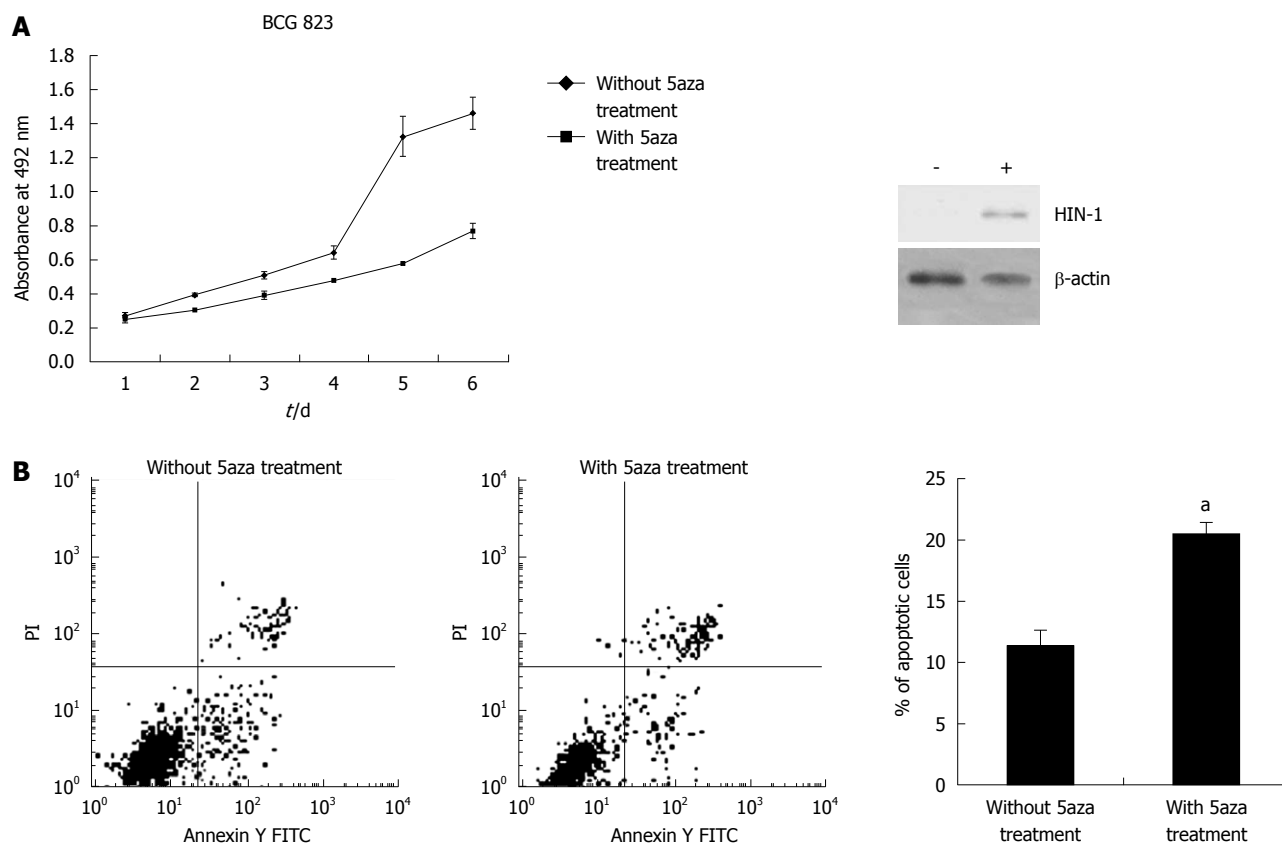 A
BCG 823
1.8
1.6
1.4
1.2
1.0
0.8
0.6
0.4
0.2
0.0
Absorbance at 492 nm
1 2 3 4 5 6
t/d
Without 5aza
treatment
With 5aza
treatment
- +
HIN-1
β-actin
B
Without 5aza treatment
10⁴
10³
10²
10¹
10⁰
PI
10⁰ 10¹ 10² 10³ 10⁴
Annexin Y FITC
With 5aza treatment
10⁴
10³
10²
10¹
10⁰
PI
10⁰ 10¹ 10² 10³ 10⁴
Annexin Y FITC
25
20
15
10
5
0
% of apoptotic cells
a
Without 5aza
treatment
With 5aza
treatment